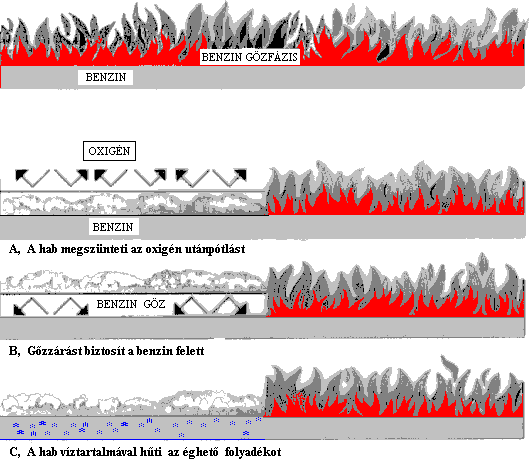 BENZIN GŐZFÁZIS
BENZIN
OXIGÉN
BENZIN
A, A hab megszünteti az oxigén utánpótlást
BENZIN GŐZ
B, Gőzzárást biztosít a benzin felett
C, A hab víztartalmával hűti az éghető folyadékot